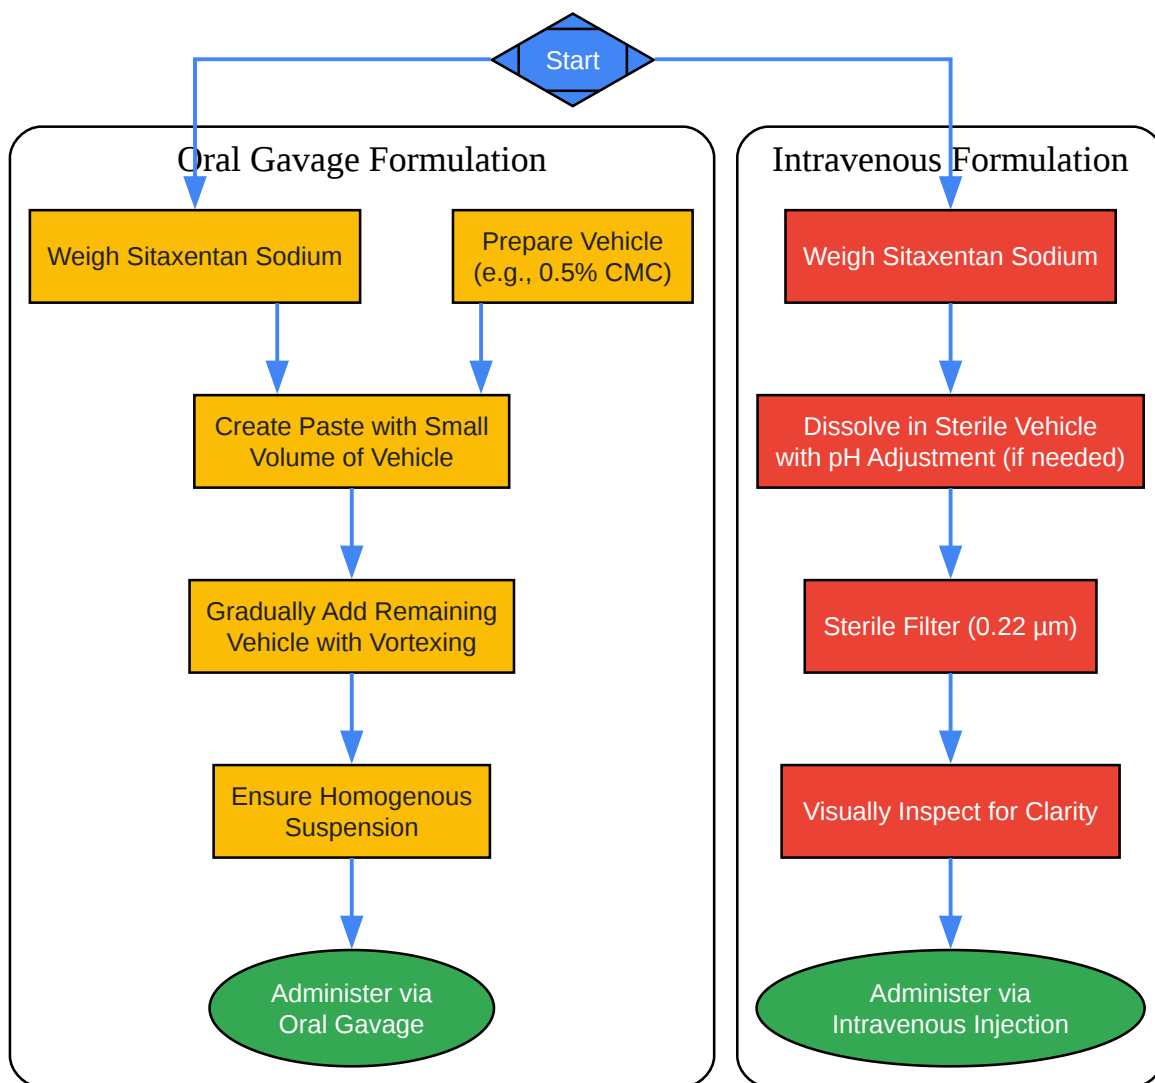 Start
Oral Gavage Formulation
Weigh Sitaxentan Sodium
Prepare Vehicle
(e.g., 0.5% CMC)
Create Paste with Small
Volume of Vehicle
Gradually Add Remaining
Vehicle with Vortexing
Ensure Homogenous
Suspension
Administer via
Oral Gavage
Intravenous Formulation
Weigh Sitaxentan Sodium
Dissolve in Sterile Vehicle
with pH Adjustment (if needed)
Sterile Filter (0.22 µm)
Visually Inspect for Clarity
Administer via
Intravenous Injection